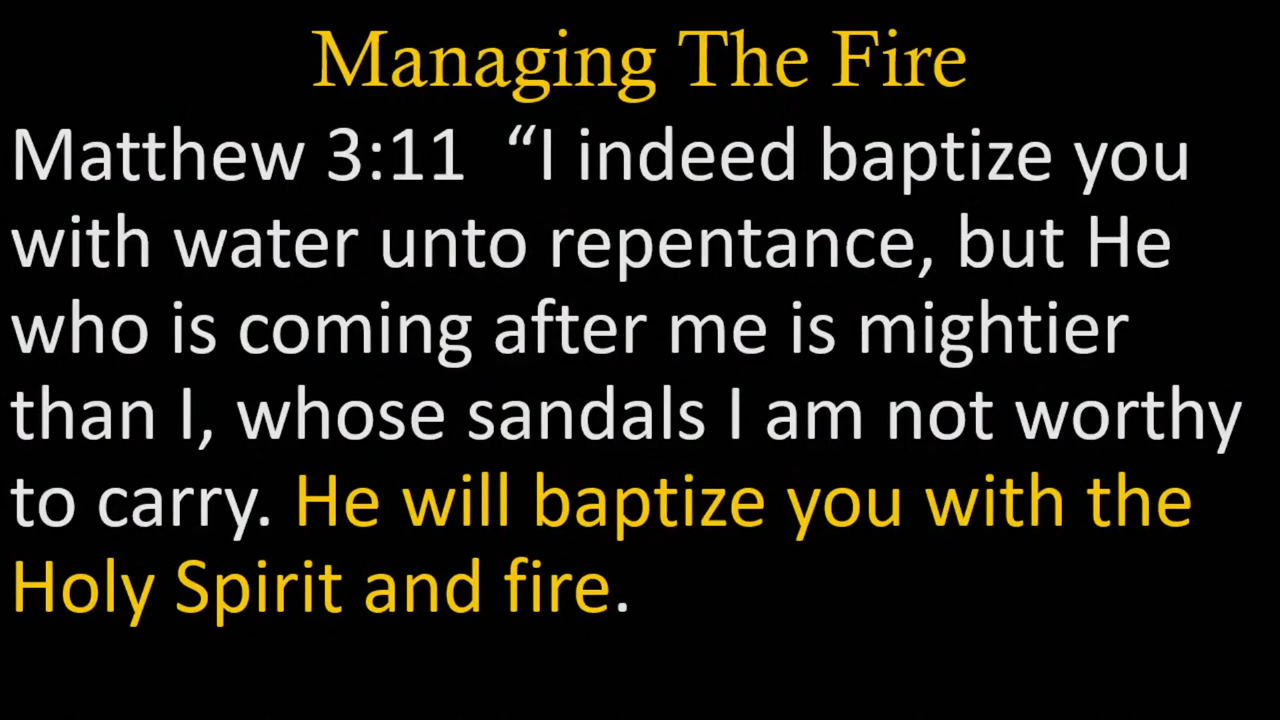 Managing The Fire
Matthew 3:11  “I indeed baptize you
with water unto repentance, but He
who is coming after me is mightier
than I, whose sandals I am not worthy
to carry. He will baptize you with the
Holy Spirit and fire.